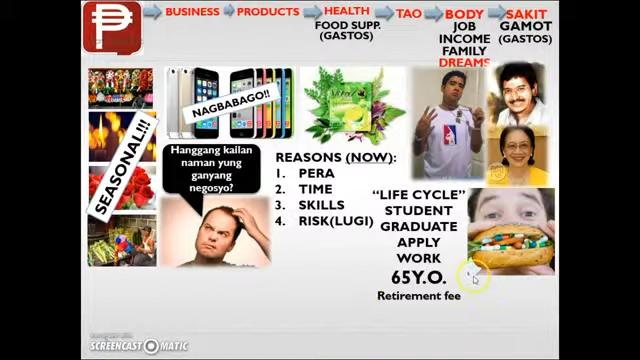 BUSINESS
PRODUCTS
HEALTH
FOOD SUPP.
(GASTOS)
TAO
BODY
JOB
INCOME
FAMILY
DREAMS
SAKIT
GAMOT
(GASTOS)
SEASONAL!!!
NAGBABAGO!!
Hanggang kailan
naman yung
ganyang
negosyo?
REASONS (NOW):
1. PERA
2. TIME
3. SKILLS
4. RISK(LUGI)
“LIFE CYCLE”
STUDENT
GRADUATE
APPLY
WORK
65Y.O.
Retirement fee
SCREENCAST-O-MATIC